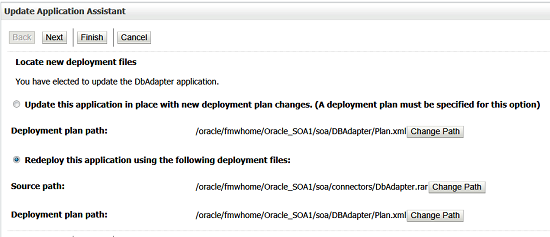 Update Application Assistant
Back Next Finish Cancel
Locate new deployment files
You have elected to update the DbAdapter application.
Update this application in place with new deployment plan changes. (A deployment plan must be specified for this option)
Deployment plan path: /oracle/fmwhome/Oracle_SOA1/soa/DBAdapter/Plan.xml Change Path
Redeploy this application using the following deployment files:
Source path: /oracle/fmwhome/Oracle_SOA1/soa/connectors/DbAdapter.rar Change Path
Deployment plan path: /oracle/fmwhome/Oracle_SOA1/soa/DBAdapter/Plan.xml Change Path